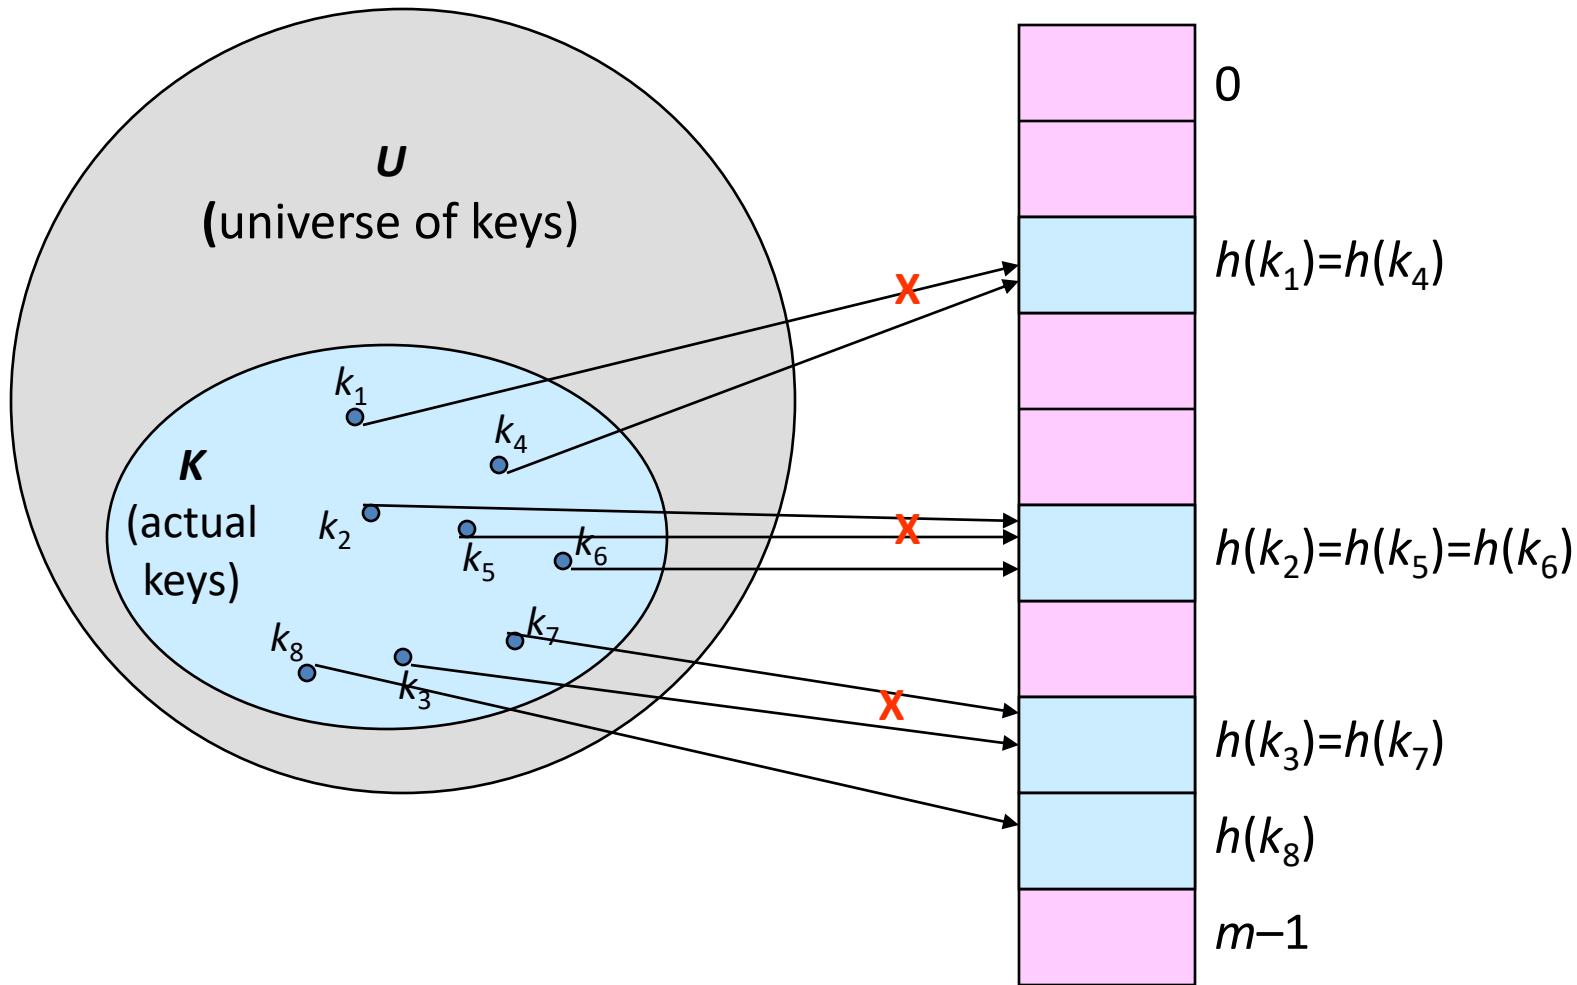 U
(universe of keys)
k₁
k₄
K
(actual
keys)
k₂
k₅
k₆
k₇
k₈
k₃
X
X
X
0
h(k₁)=h(k₄)
h(k₂)=h(k₅)=h(k₆)
h(k₃)=h(k₇)
h(k₈)
m–1